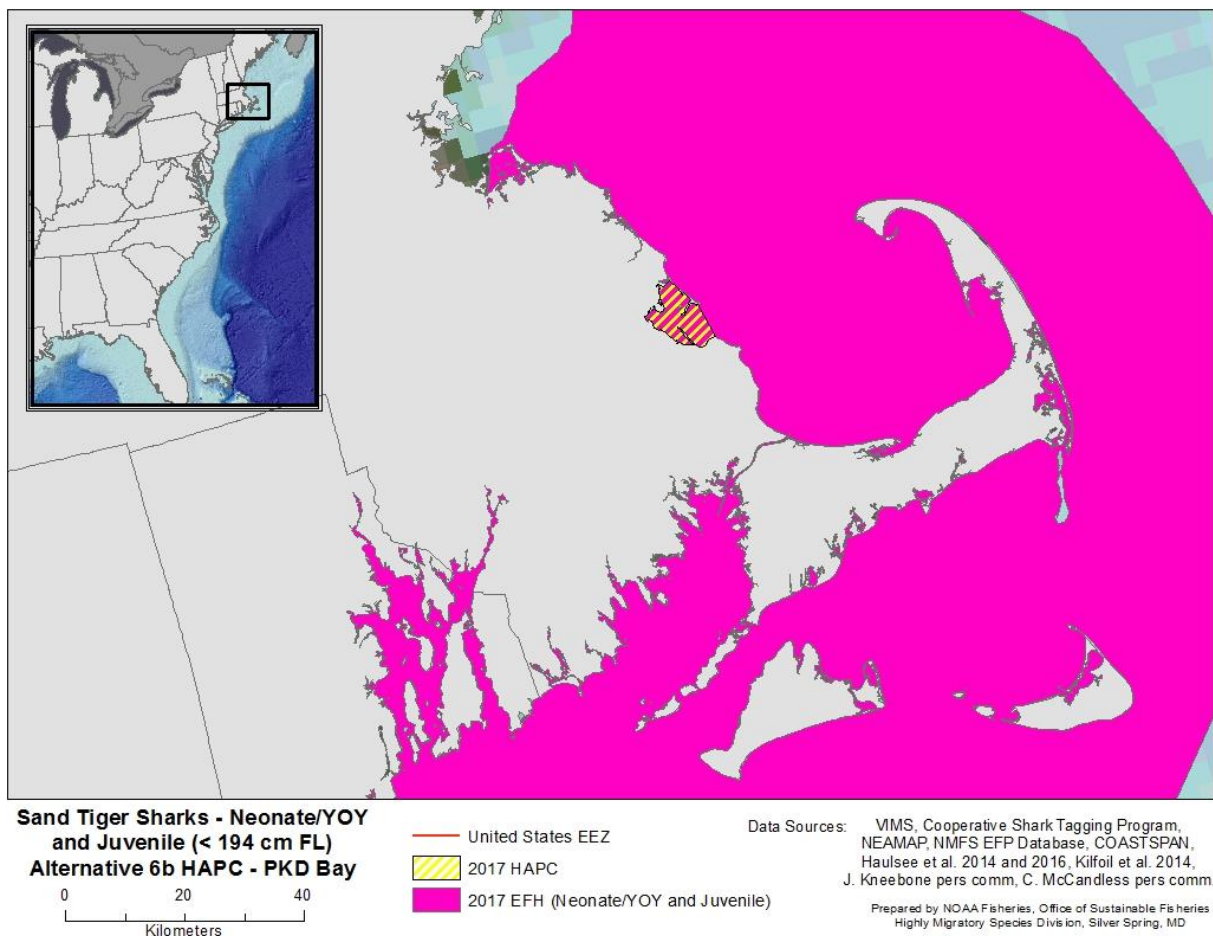 Sand Tiger Sharks - Neonate/YOY
and Juvenile (< 194 cm FL)
Alternative 6b HAPC - PKD Bay
0 20 40
Kilometers
United States EEZ
2017 HAPC
2017 EFH (Neonate/YOY and Juvenile)
Data Sources: VIMS, Cooperative Shark Tagging Program,
NEAMAP, NMFS EFP Database, COASTSPAN,
Haulsee et al. 2014 and 2016, Kilfoil et al. 2014,
J. Kneebone pers comm, C. McCandless pers comm
Prepared by NOAA Fisheries, Office of Sustainable Fisheries
Highly Migratory Species Division, Silver Spring, MD